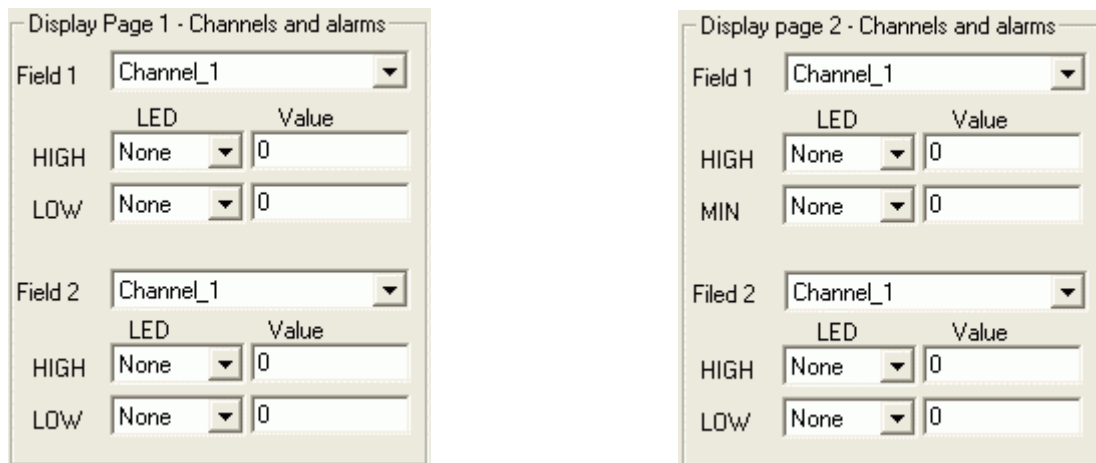 Display Page 1 - Channels and alarms
Field 1 Channel_1
LED Value
HIGH None 0
LOW None 0
Field 2 Channel_1
LED Value
HIGH None 0
LOW None 0
Display page 2 - Channels and alarms
Field 1 Channel_1
LED Value
HIGH None 0
MIN None 0
Filed 2 Channel_1
LED Value
HIGH None 0
LOW None 0